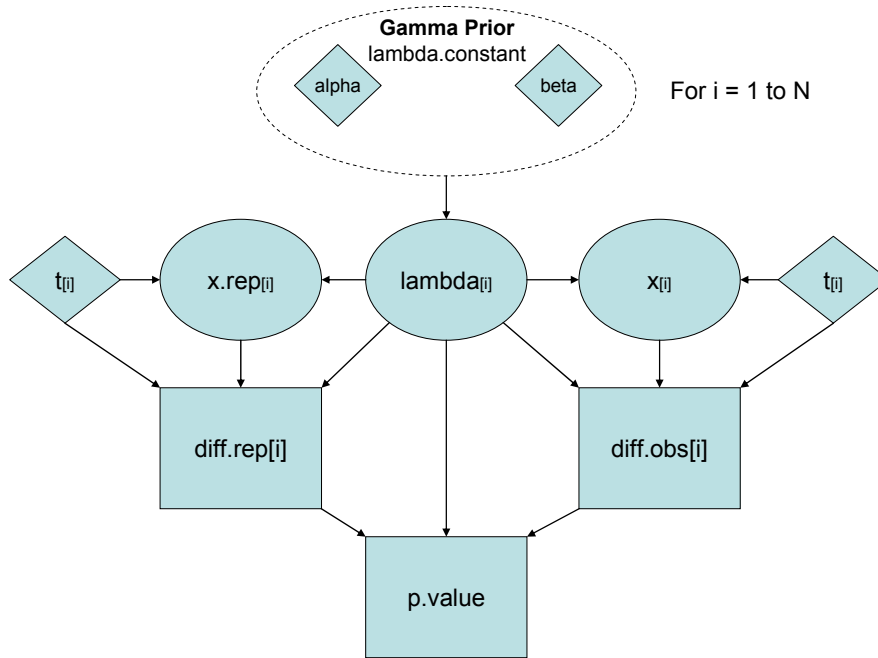 Gamma Prior
lambda.constant
alpha
beta
For i = 1 to N
t[i]
x.rep[i]
lambda[i]
x[i]
t[i]
diff.rep[i]
diff.obs[i]
p.value